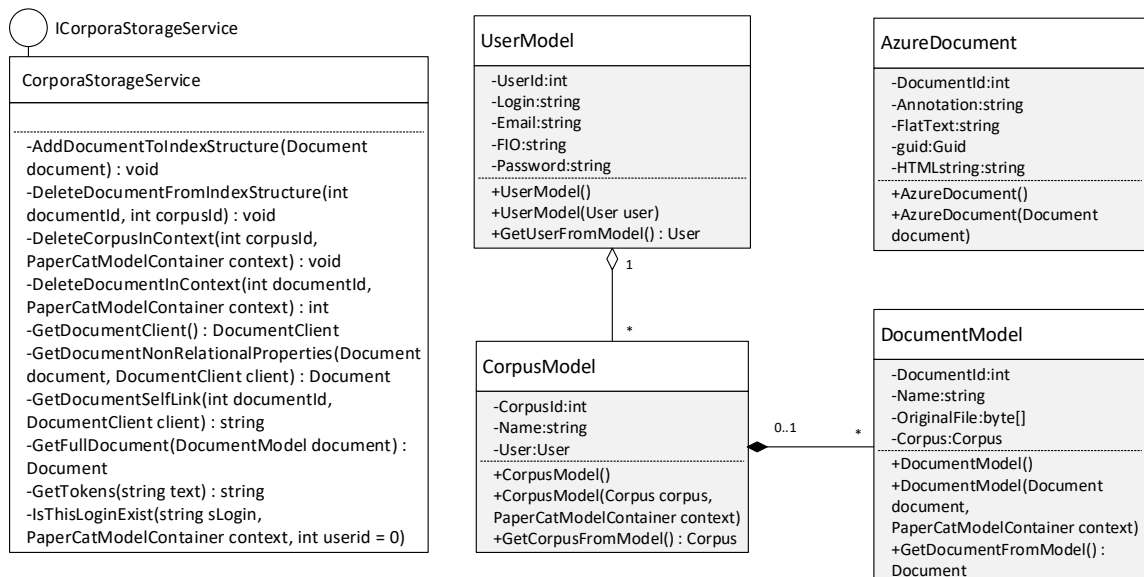 ICorporaStorageService
CorporaStorageService
-AddDocumentToIndexStructure(Document
document) : void
-DeleteDocumentFromIndexStructure(int
documentId, int corpusId) : void
-DeleteCorpusInContext(int corpusId,
PaperCatModelContainer context) : void
-DeleteDocumentInContext(int documentId,
PaperCatModelContainer context) : int
-GetDocumentClient() : DocumentClient
-GetDocumentNonRelationalProperties(Document
document, DocumentClient client) : Document
-GetDocumentSelfLink(int documentId,
DocumentClient client) : string
-GetFullDocument(DocumentModel document) :
Document
-GetTokens(string text) : string
-IsThisLoginExist(string sLogin,
PaperCatModelContainer context, int userid = 0)
UserModel
-UserId:int
-Login:string
-Email:string
-FIO:string
-Password:string
+UserModel()
+UserModel(User user)
+GetUserFromModel() : User
1
*
CorpusModel
-CorpusId:int
-Name:string
-User:User
+CorpusModel()
+CorpusModel(Corpus corpus,
PaperCatModelContainer context)
+GetCorpusFromModel() : Corpus
0..1
*
AzureDocument
-DocumentId:int
-Annotation:string
-FlatText:string
-guid:Guid
-HTMLstring:string
+AzureDocument()
+AzureDocument(Document
document)
DocumentModel
-DocumentId:int
-Name:string
-OriginalFile:byte[]
-Corpus:Corpus
+DocumentModel()
+DocumentModel(Document
document,
PaperCatModelContainer context)
+GetDocumentFromModel() :
Document